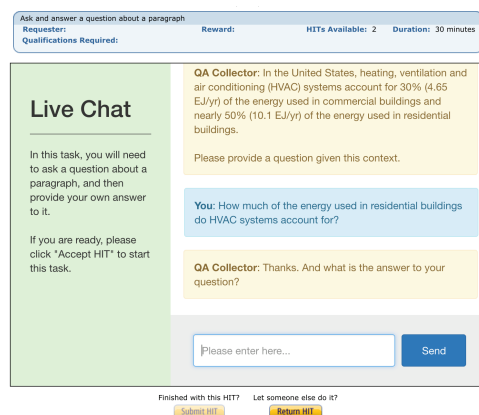 Ask and answer a question about a paragraph
Requester: Reward: HITs Available: 2 Duration: 30 minutes
Qualifications Required:
Live Chat
In this task, you will need
to ask a question about a
paragraph, and then
provide your own answer
to it.
If you are ready, please
click "Accept HIT" to start
this task.
QA Collector: In the United States, heating, ventilation and
air conditioning (HVAC) systems account for 30% (4.65
EJ/yr) of the energy used in commercial buildings and
nearly 50% (10.1 EJ/yr) of the energy used in residential
buildings.
Please provide a question given this context.
You: How much of the energy used in residential buildings
do HVAC systems account for?
QA Collector: Thanks. And what is the answer to your
question?
Please enter here...
Send
Finished with this HIT? Let someone else do it?
Submit HIT Return HIT